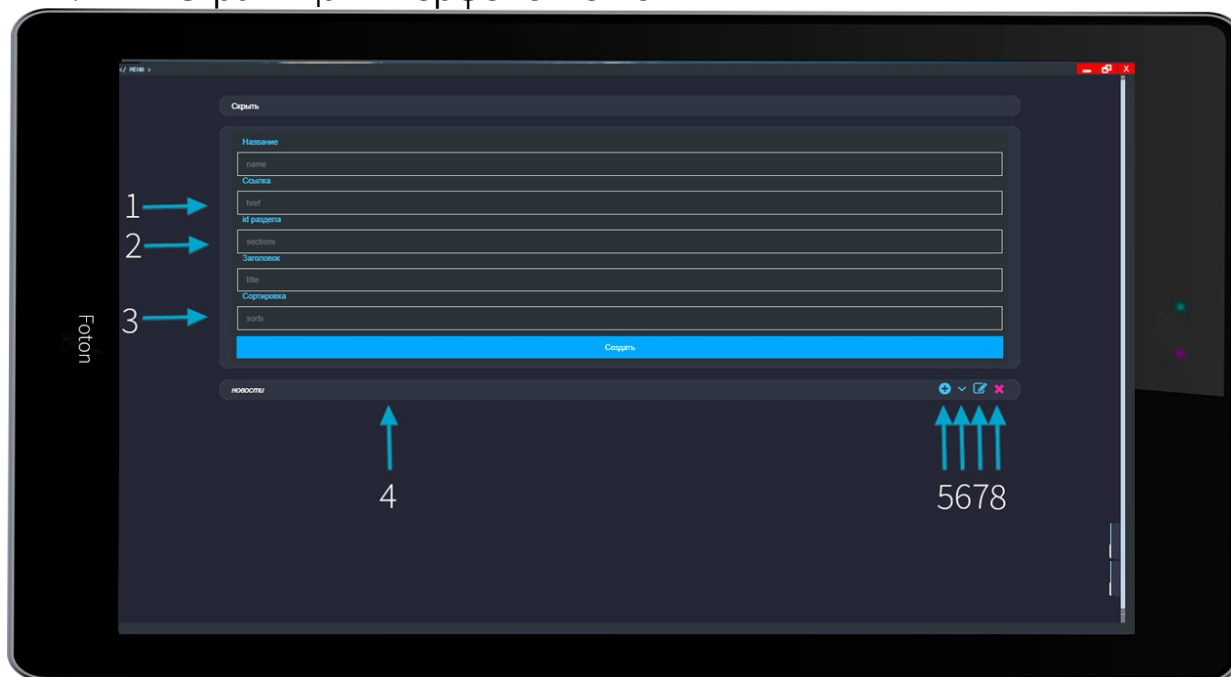 </ МЕНЮ >
X
Скрыть
Название
name
Ссылка
href
id раздела
sections
Заголовок
title
Сортировка
sorts
Создать
новости
1
2
3
4
5678
Foton